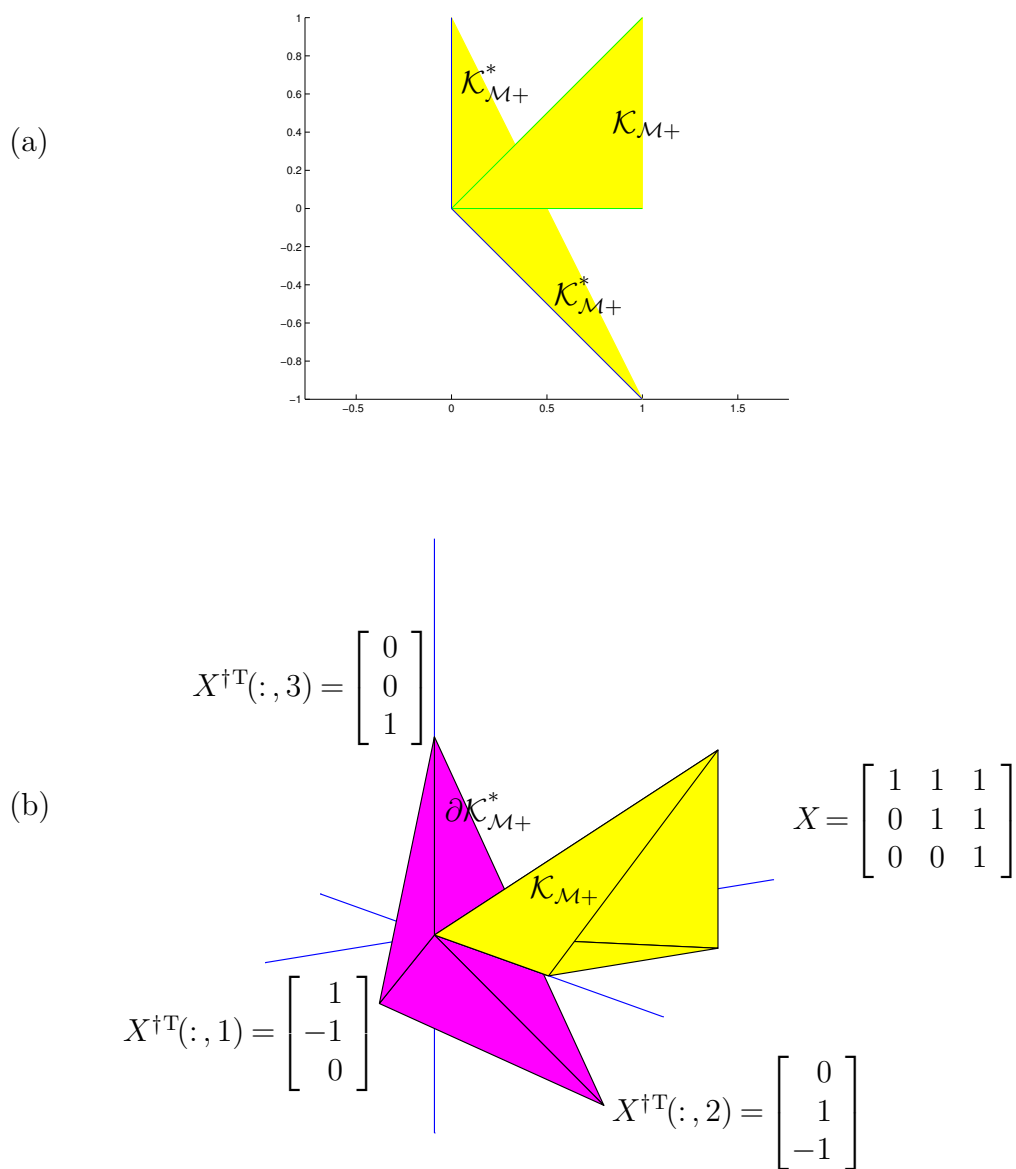 (a)
1
0.8
0.6
0.4
0.2
0
−0.2
−0.4
−0.6
−0.8
−1
−0.5 0 0.5 1 1.5
𝒦*ℳ+
𝒦ℳ+
𝒦*ℳ+
(b)
X†T(: , 3) = [ 0
0
1 ]
∂𝒦*ℳ+
𝒦ℳ+
X = [ 1 1 1
0 1 1
0 0 1 ]
X†T(: , 1) = [ 1
−1
0 ]
X†T(: , 2) = [ 0
1
−1 ]